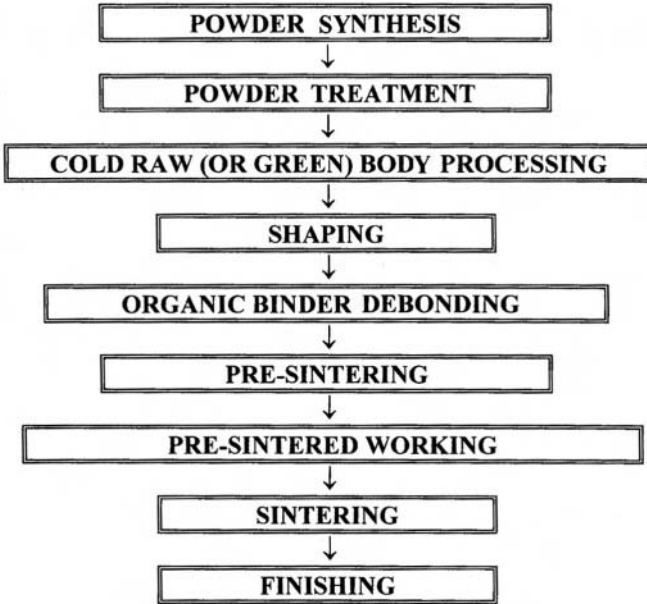 POWDER SYNTHESIS
POWDER TREATMENT
COLD RAW (OR GREEN) BODY PROCESSING
SHAPING
ORGANIC BINDER DEBONDING
PRE-SINTERING
PRE-SINTERED WORKING
SINTERING
FINISHING